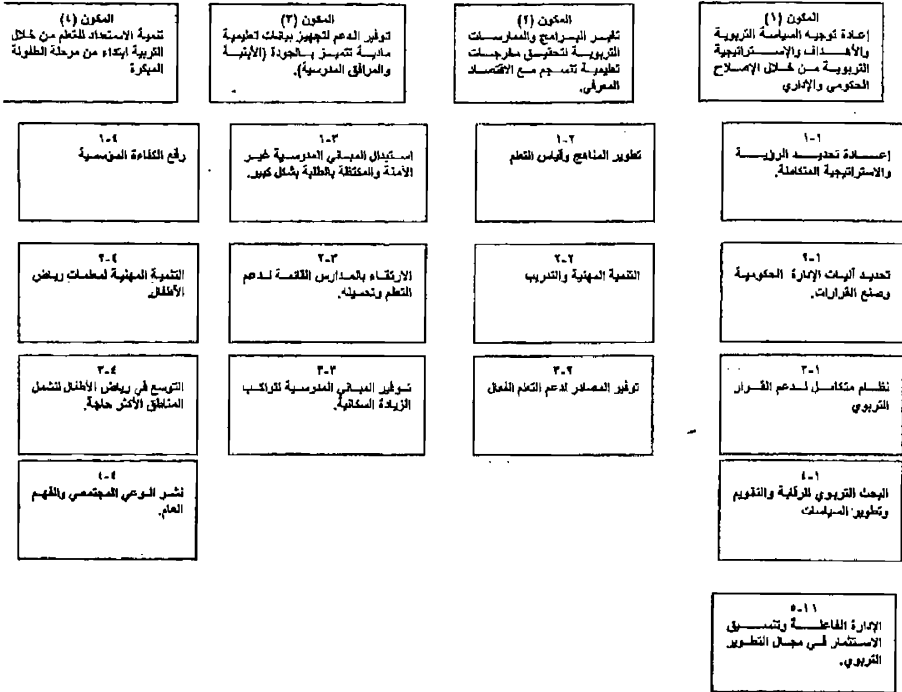 المكون (١)
إعادة توجيه السياسة التربوية
والأهداف والإستراتيجية
التربوية من خلال الإصلاح
الحكومي والإداري
١-١
إعادة تحديد الرؤية
والاستراتيجية المتكاملة.
٢-١
تحديد آليات الإدارة الحكومية
وصنع القرارات.
٣-١
نظام متكامل لدعم القرار
التربوي
٤-١
البحث التربوي للرقابة والتقويم
وتطوير السياسات
٥-١١
الإدارة الفاعلة وتنسيق
الاستثمار في مجال التطوير
التربوي.
المكون (٢)
تغيير البرامج والممارسات
التربوية لتحقيق مخرجات
تعليمية تنسجم مع الاقتصاد
المعرفي.
١-٢
تطوير المناهج وقياس التعلم
٢-٢
التنمية المهنية والتدريب
٣-٢
توفير المصادر لدعم التعلم الفعال
المكون (٣)
توفير الدعم لتجهيز بيئات تعليمية
مادية تتميز بالجودة (الأبنية
والمرافق المدرسية).
١-٣
استبدال المباني المدرسية غير
الآمنة والمكتظة بالطلبة بشكل كبير.
٢-٣
الارتقاء بالمدارس القائمة لدعم
التعلم وتحسينه.
٣-٣
توفير المباني المدرسية لتواكب
الزيادة السكانية.
المكون (٤)
تنمية الاستعداد للتعلم من خلال
التربية ابتداء من مرحلة الطفولة
المبكرة
١-٤
رفع الكفاءة المؤسسية
٢-٤
التنمية المهنية لمعلمات رياض
الأطفال.
٣-٤
التوسع في رياض الأطفال لتشمل
المناطق الأكثر حاجة.
٤-٤
نشر الوعي المجتمعي والفهم
العام.